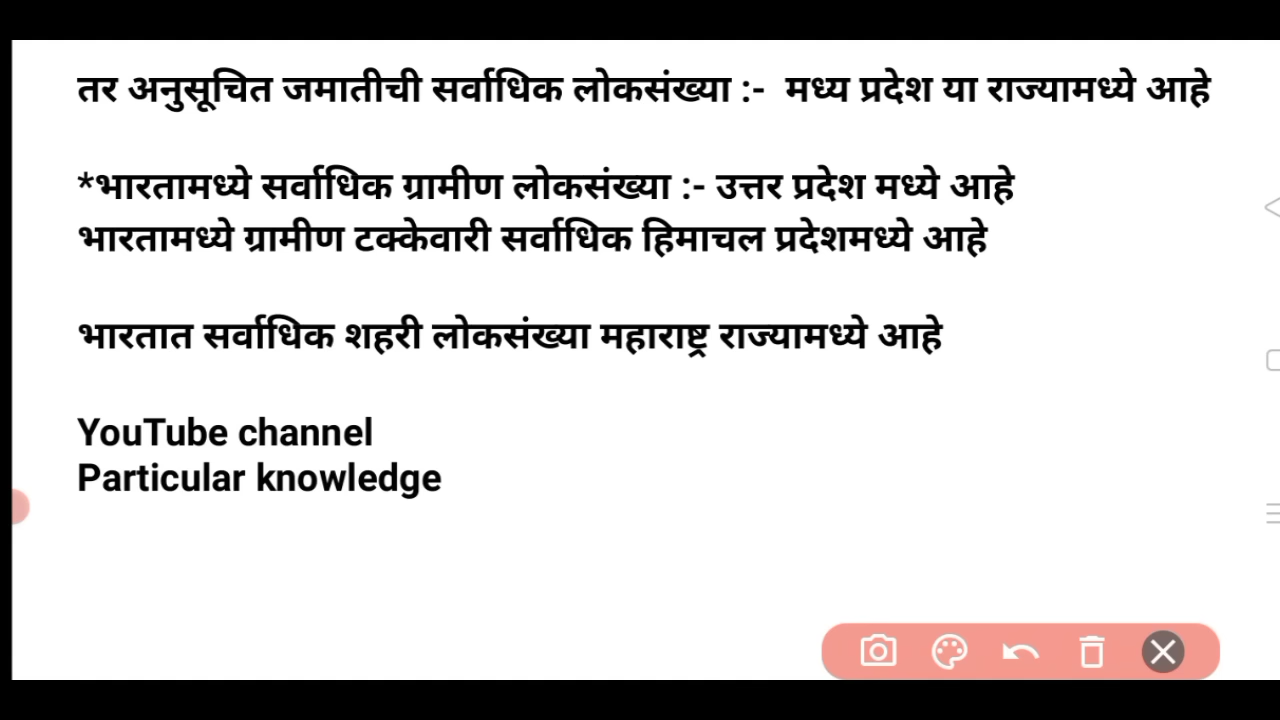 तर अनुसूचित जमातीची सर्वाधिक लोकसंख्या :- मध्य प्रदेश या राज्यामध्ये आहे
*भारतामध्ये सर्वाधिक ग्रामीण लोकसंख्या :- उत्तर प्रदेश मध्ये आहे
भारतामध्ये ग्रामीण टक्केवारी सर्वाधिक हिमाचल प्रदेशमध्ये आहे
भारतात सर्वाधिक शहरी लोकसंख्या महाराष्ट्र राज्यामध्ये आहे
YouTube channel
Particular knowledge